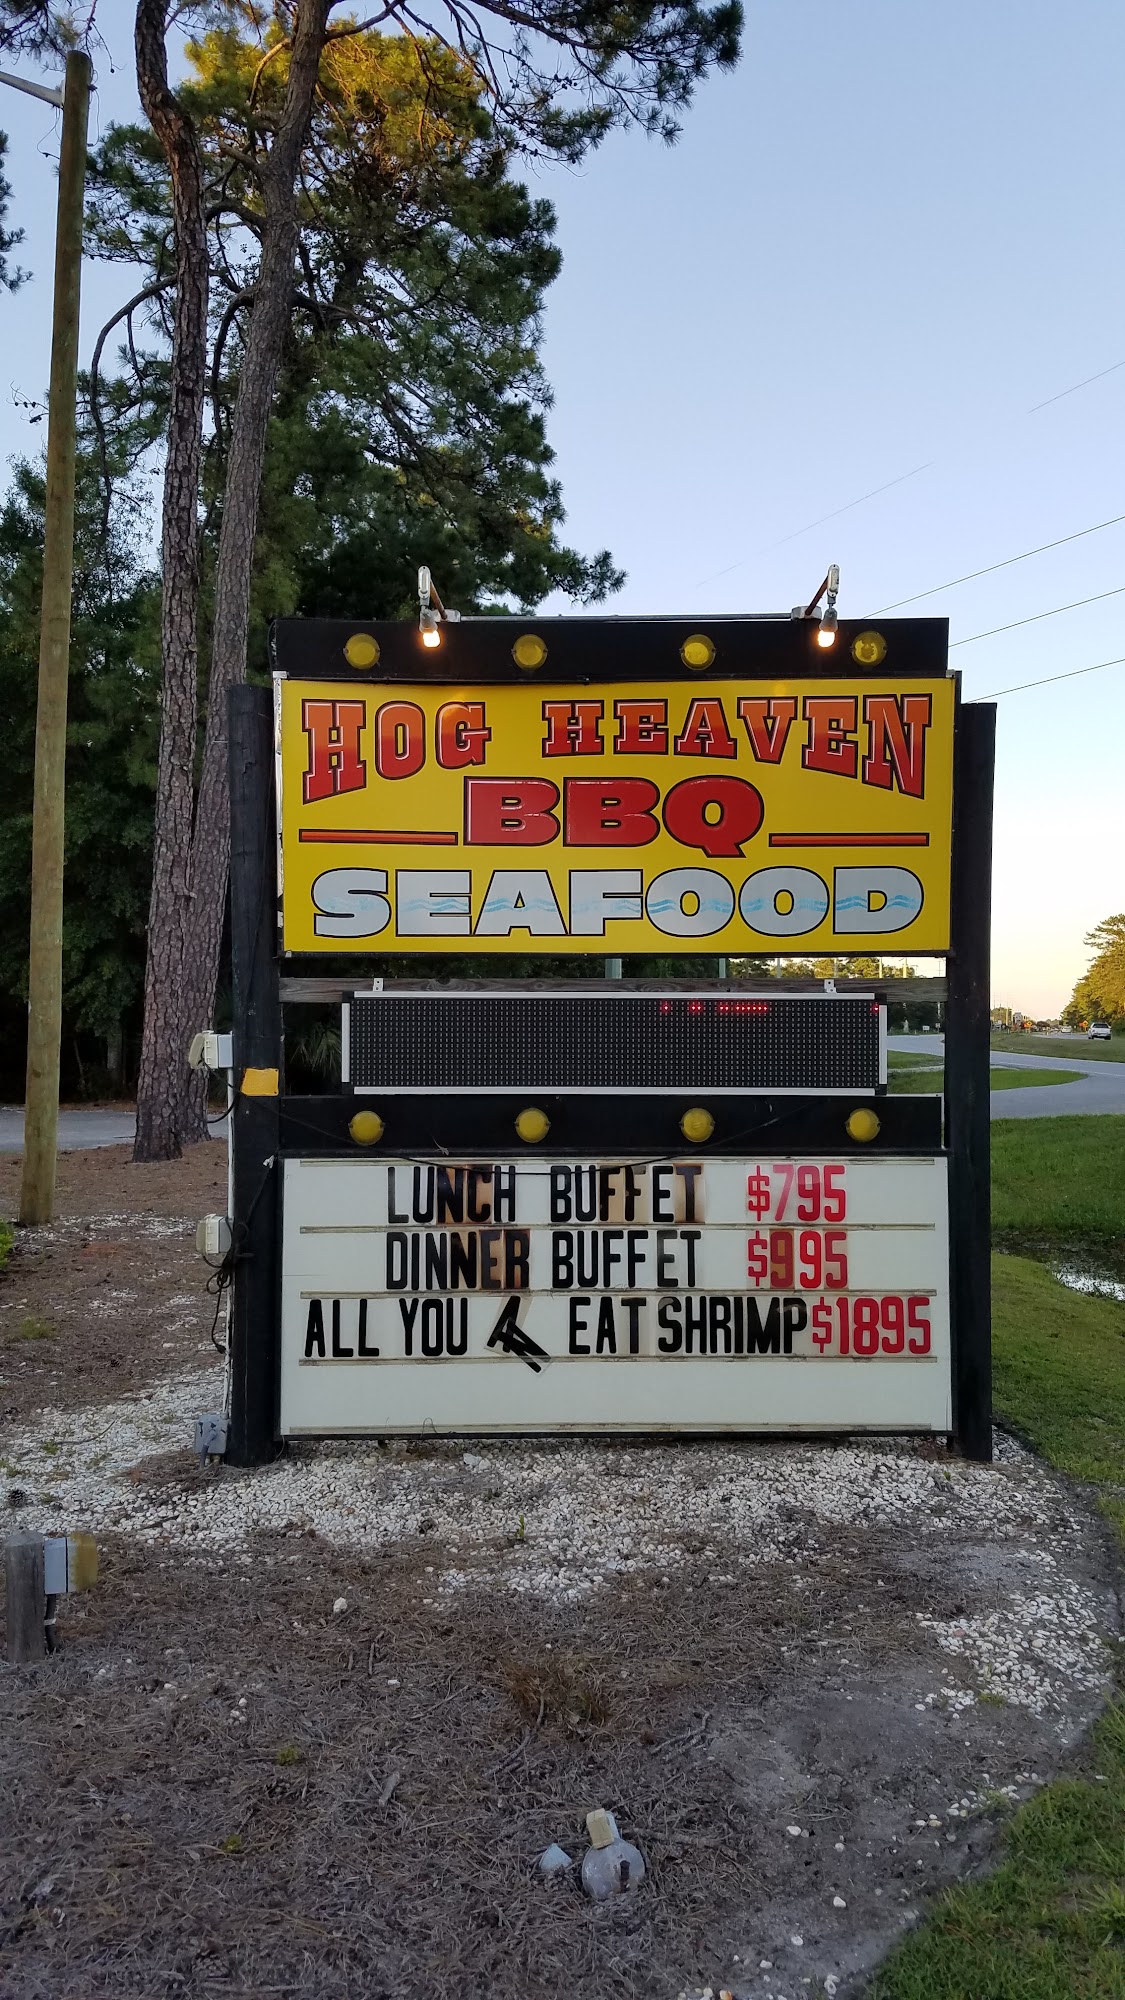 HOG HEAVEN
BBQ
SEAFOOD
LUNCH BUFFET $795
DINNER BUFFET $995
ALL YOU EAT SHRIMP $1895